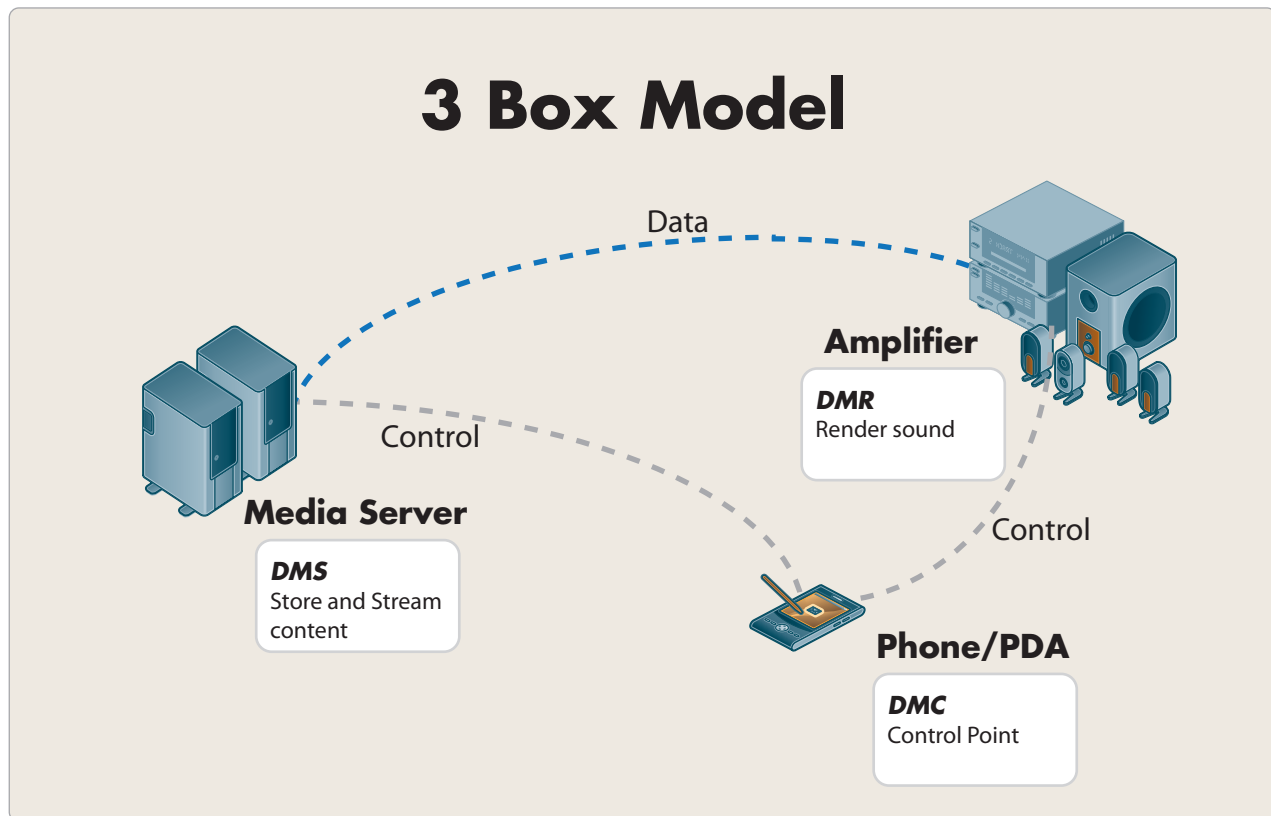 3 Box Model
Data
Amplifier
DMR
Render sound
Control
Media Server
DMS
Store and Stream
content
Control
Phone/PDA
DMC
Control Point